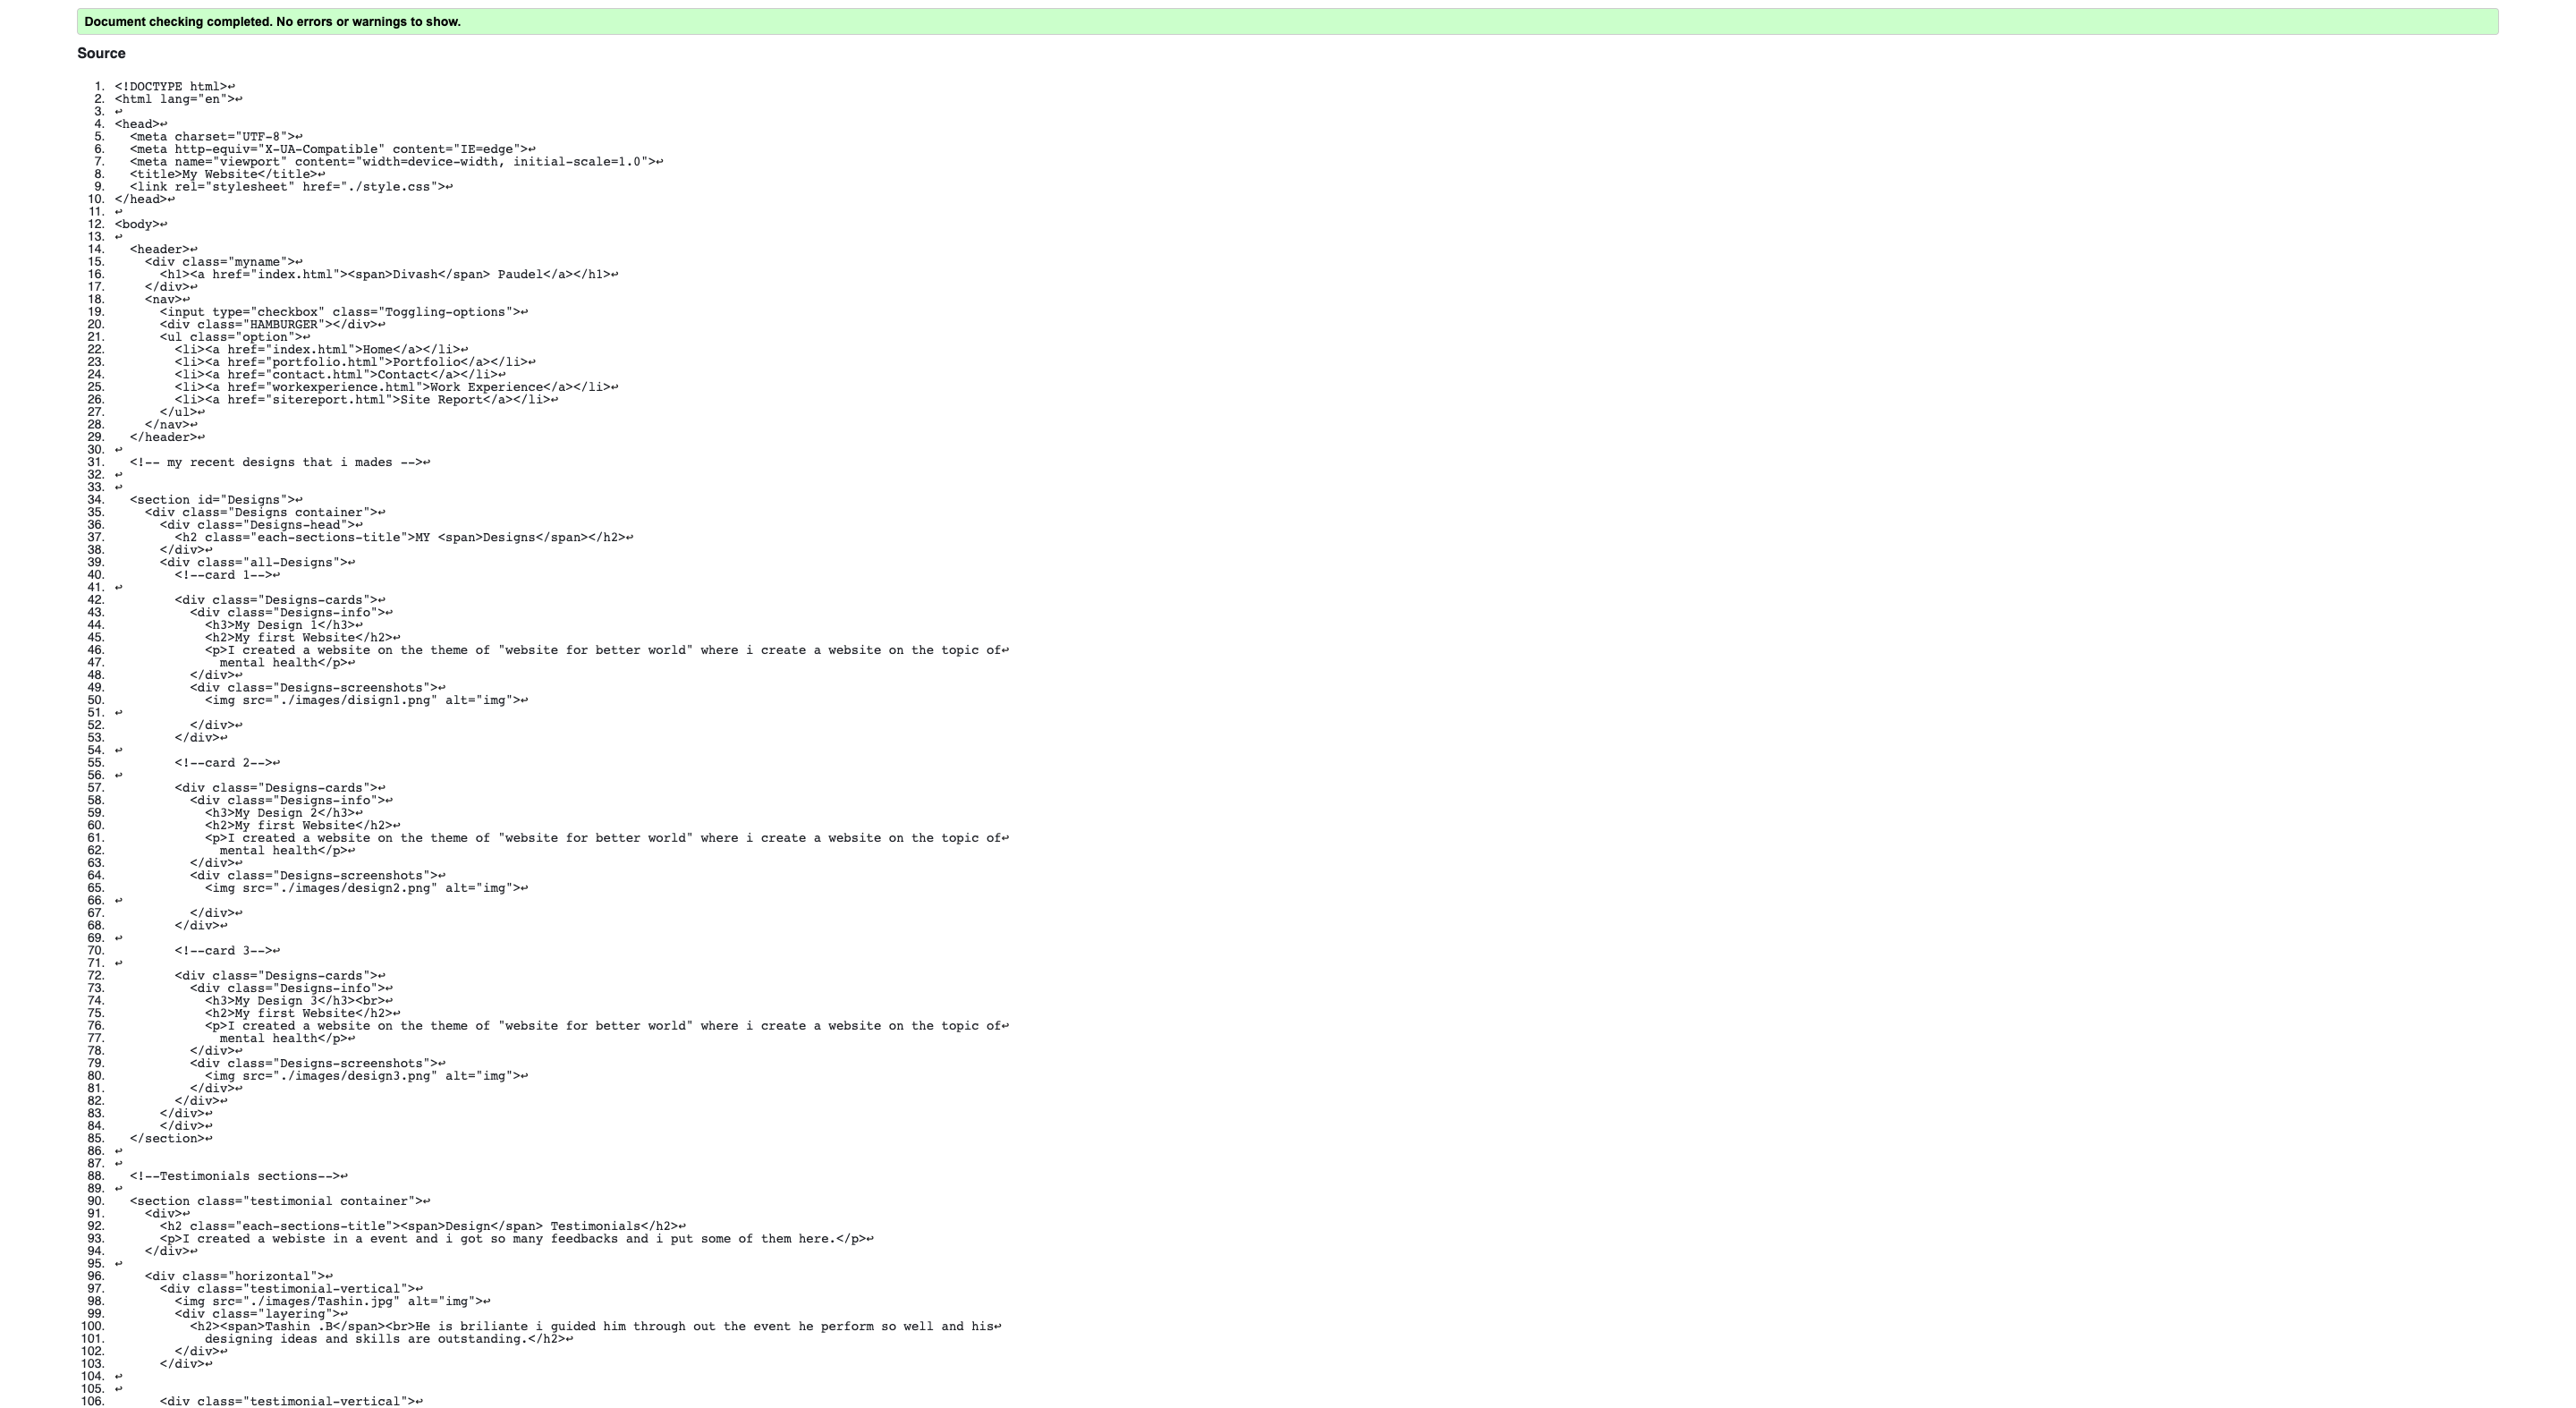 Document checking completed. No errors or warnings to show.
Source
1. <!DOCTYPE html>↩
2. <html lang="en">↩
3. ↩
4. <head>↩
5.   <meta charset="UTF-8">↩
6.   <meta http-equiv="X-UA-Compatible" content="IE=edge">↩
7.   <meta name="viewport" content="width=device-width, initial-scale=1.0">↩
8.   <title>My Website</title>↩
9.   <link rel="stylesheet" href="./style.css">↩
10. </head>↩
11. ↩
12. <body>↩
13. ↩
14.   <header>↩
15.     <div class="myname">↩
16.       <h1><a href="index.html"><span>Divash</span> Paudel</a></h1>↩
17.     </div>↩
18.     <nav>↩
19.       <input type="checkbox" class="Toggling-options">↩
20.       <div class="HAMBURGER"></div>↩
21.       <ul class="option">↩
22.         <li><a href="index.html">Home</a></li>↩
23.         <li><a href="portfolio.html">Portfolio</a></li>↩
24.         <li><a href="contact.html">Contact</a></li>↩
25.         <li><a href="workexperience.html">Work Experience</a></li>↩
26.         <li><a href="sitereport.html">Site Report</a></li>↩
27.       </ul>↩
28.     </nav>↩
29.   </header>↩
30. ↩
31.   <!-- my recent designs that i mades -->↩
32. ↩
33. ↩
34.   <section id="Designs">↩
35.     <div class="Designs container">↩
36.       <div class="Designs-head">↩
37.         <h2 class="each-sections-title">MY <span>Designs</span></h2>↩
38.       </div>↩
39.       <div class="all-Designs">↩
40.         <!--card 1-->↩
41. ↩
42.         <div class="Designs-cards">↩
43.           <div class="Designs-info">↩
44.             <h3>My Design 1</h3>↩
45.             <h2>My first Website</h2>↩
46.             <p>I created a website on the theme of "website for better world" where i create a website on the topic of↩
47.               mental health</p>↩
48.           </div>↩
49.           <div class="Designs-screenshots">↩
50.             <img src="./images/disign1.png" alt="img">↩
51. ↩
52.           </div>↩
53.         </div>↩
54. ↩
55.         <!--card 2-->↩
56. ↩
57.         <div class="Designs-cards">↩
58.           <div class="Designs-info">↩
59.             <h3>My Design 2</h3>↩
60.             <h2>My first Website</h2>↩
61.             <p>I created a website on the theme of "website for better world" where i create a website on the topic of↩
62.               mental health</p>↩
63.           </div>↩
64.           <div class="Designs-screenshots">↩
65.             <img src="./images/design2.png" alt="img">↩
66. ↩
67.           </div>↩
68.         </div>↩
69. ↩
70.         <!--card 3-->↩
71. ↩
72.         <div class="Designs-cards">↩
73.           <div class="Designs-info">↩
74.             <h3>My Design 3</h3><br>↩
75.             <h2>My first Website</h2>↩
76.             <p>I created a website on the theme of "website for better world" where i create a website on the topic of↩
77.               mental health</p>↩
78.           </div>↩
79.           <div class="Designs-screenshots">↩
80.             <img src="./images/design3.png" alt="img">↩
81.           </div>↩
82.         </div>↩
83.       </div>↩
84.       </div>↩
85.   </section>↩
86. ↩
87. ↩
88.   <!--Testimonials sections-->↩
89. ↩
90.   <section class="testimonial container">↩
91.     <div>↩
92.       <h2 class="each-sections-title"><span>Design</span> Testimonials</h2>↩
93.       <p>I created a webiste in a event and i got so many feedbacks and i put some of them here.</p>↩
94.     </div>↩
95. ↩
96.     <div class="horizontal">↩
97.       <div class="testimonial-vertical">↩
98.         <img src="./images/Tashin.jpg" alt="img">↩
99.         <div class="layering">↩
100.           <h2><span>Tashin .B</span><br>He is briliante i guided him through out the event he perform so well and his↩
101.             designing ideas and skills are outstanding.</h2>↩
102.         </div>↩
103.       </div>↩
104. ↩
105. ↩
106.       <div class="testimonial-vertical">↩